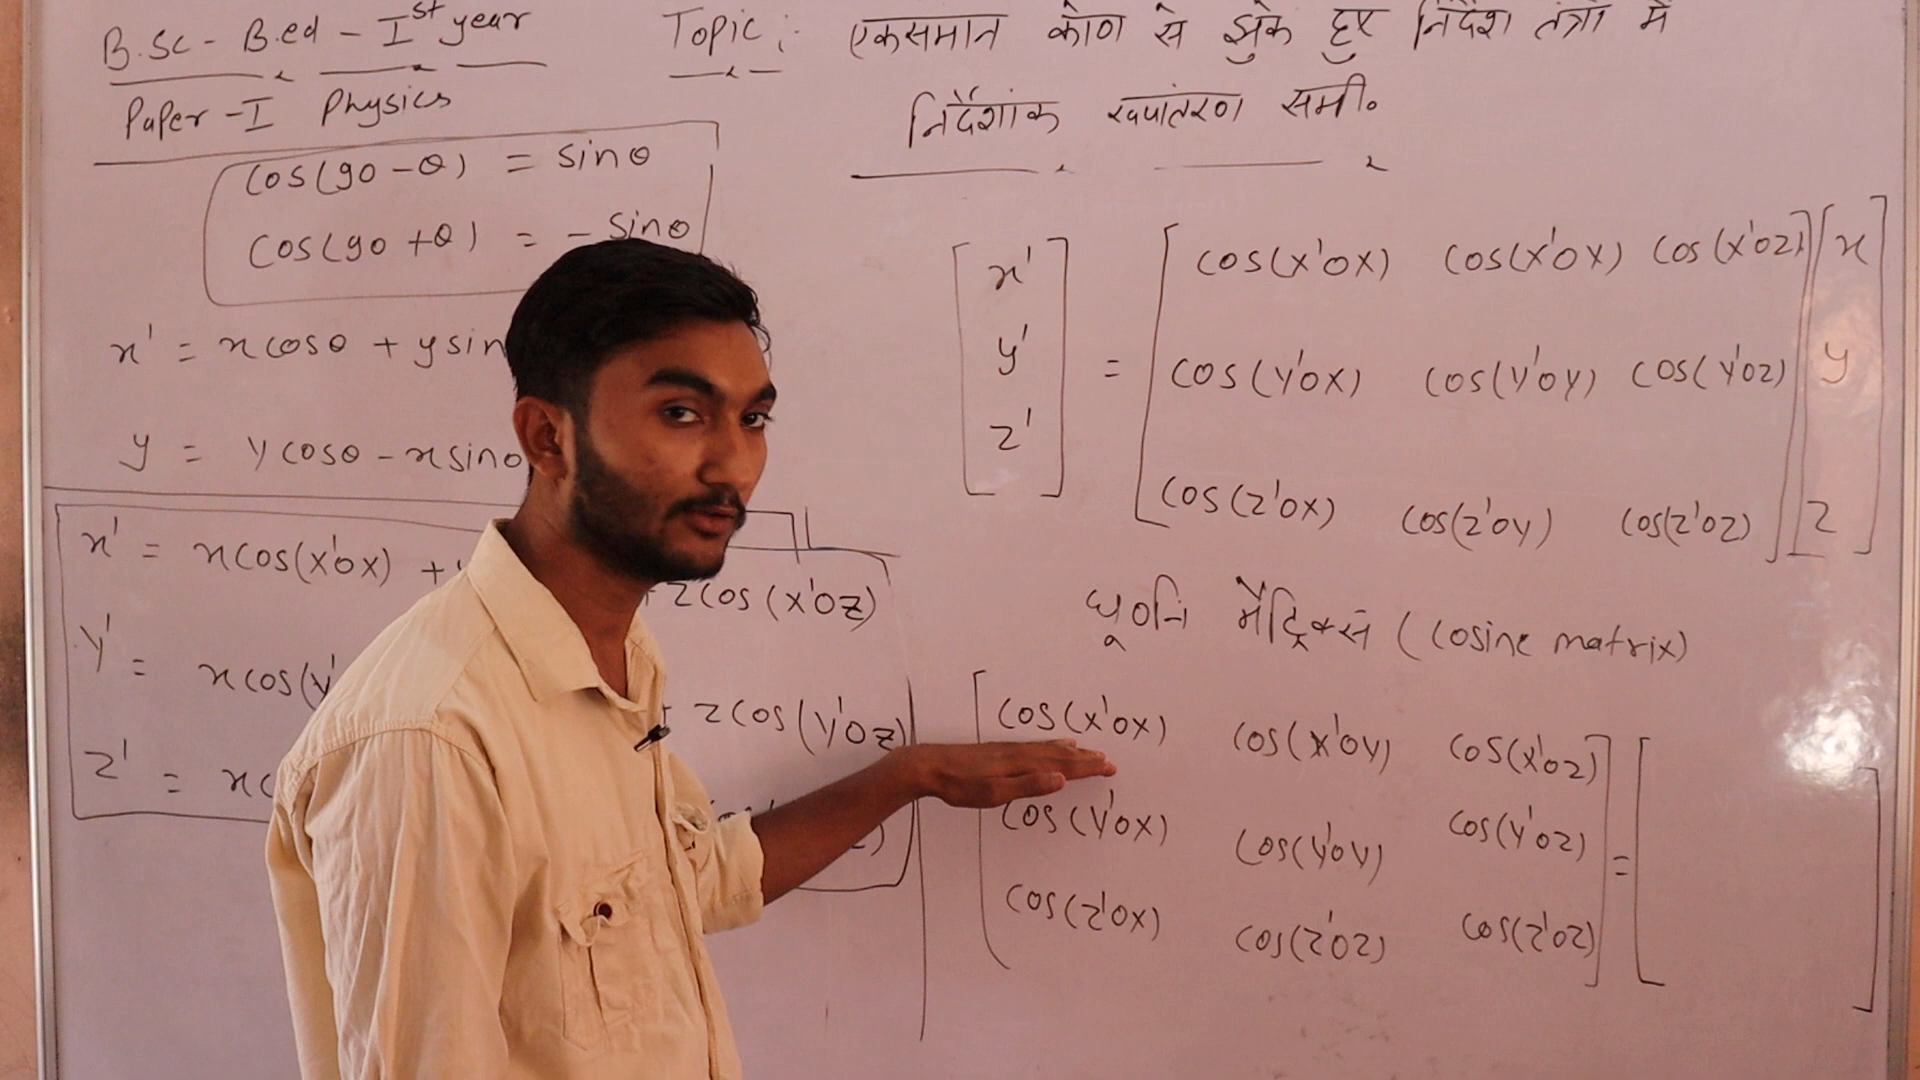 B.Sc - B.ed - Ist year
Paper - I Physics
Topic :- एकसमान कोण से झुके हुए निर्देश तंत्रों में
निर्देशांक रूपांतरण समी॰
cos(90 - θ) = sinθ
cos(90 + θ) = - sinθ
x' = x cosθ + y sin
y = y cosθ - x sinθ
x' = x cos(x'ox) + z cos(x'oz)
y' = x cos(y' + z cos(y'oz)
z' = x
[x'] = [cos(x'ox) cos(x'oy) cos(x'oz)] [x]
[y'] [cos(y'ox) cos(y'oy) cos(y'oz)] [y]
[z'] [cos(z'ox) cos(z'oy) cos(z'oz)] [z]
घूर्णन मैट्रिक्स (cosine matrix)
[cos(x'ox) cos(x'oy) cos(x'oz)] = [ ]
cos(y'ox) cos(y'oy) cos(y'oz)
cos(z'ox) cos(z'oz) cos(z'oz)